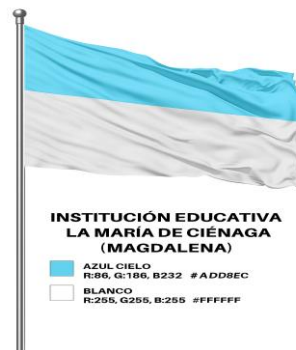 INSTITUCIÓN EDUCATIVA
LA MARÍA DE CIÉNAGA
(MAGDALENA)
AZUL CIELO
R:86, G:186, B232 #ADD8EC
BLANCO
R:255, G255, B:255 #FFFFFF